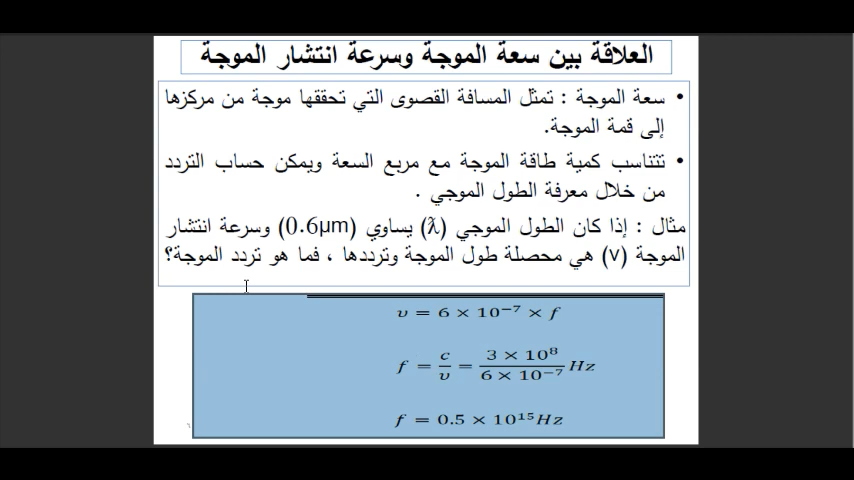 العلاقة بين سعة الموجة وسرعة انتشار الموجة
• سعة الموجة : تمثل المسافة القصوى التي تحققها موجة من مركزها
إلى قمة الموجة.
• تتناسب كمية طاقة الموجة مع مربع السعة ويمكن حساب التردد
من خلال معرفة الطول الموجي .
مثال : إذا كان الطول الموجي (ƛ) يساوي (0.6µm) وسرعة انتشار
الموجة (v) هي محصلة طول الموجة وترددها ، فما هو تردد الموجة؟
υ = 6 × 10⁻⁷ × f
f = c/υ = (3 × 10⁸)/(6 × 10⁻⁷) Hz
f = 0.5 × 10¹⁵ Hz
٦